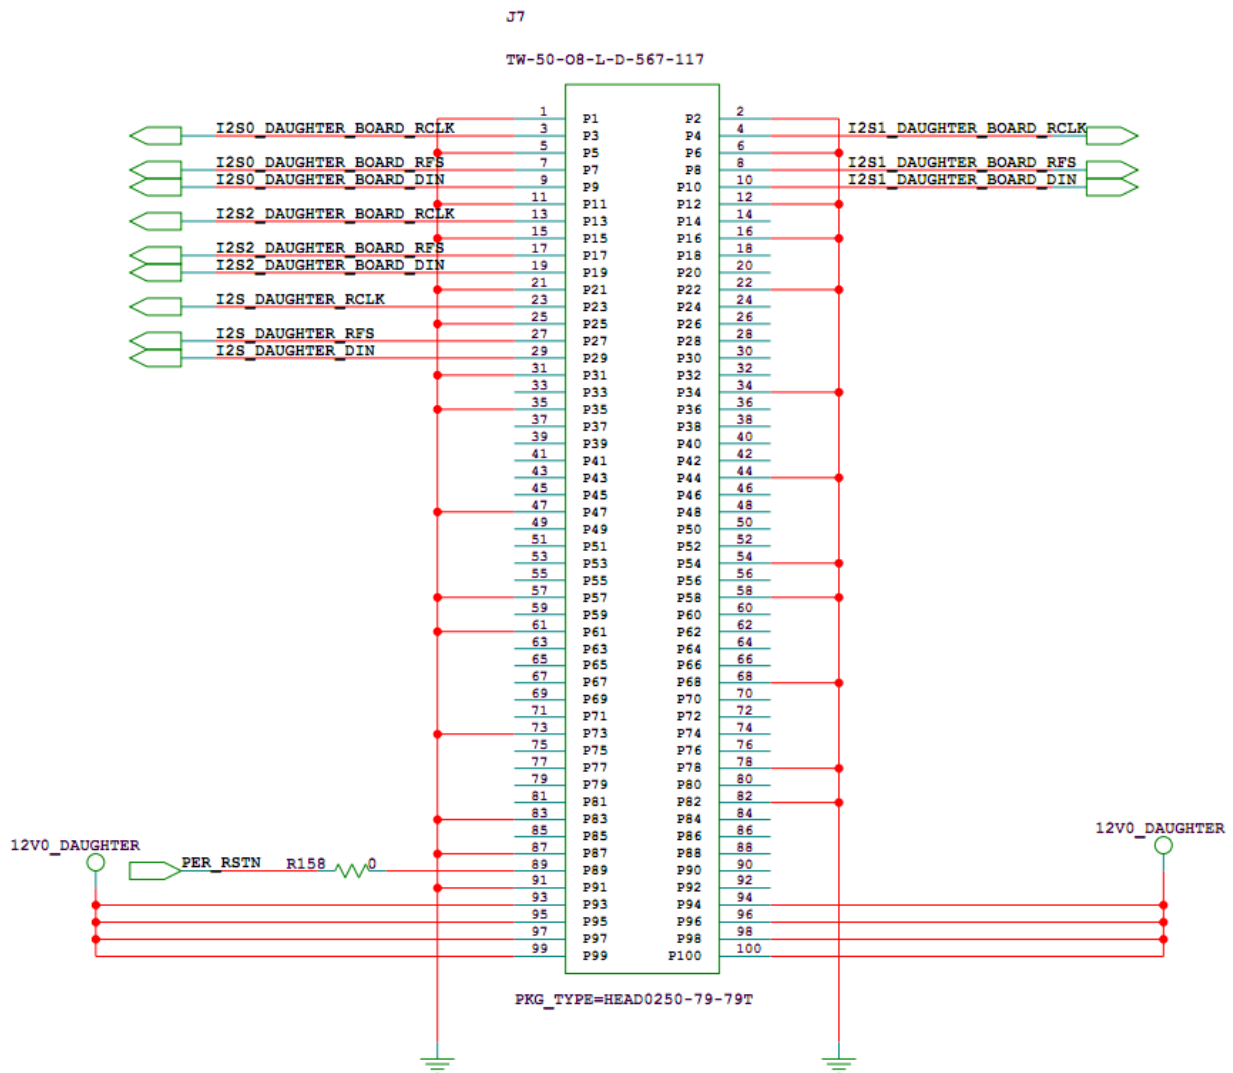 J7
TW-50-08-L-D-567-117
1 P1 P2 2
I2S0_DAUGHTER_BOARD_RCLK 3 P3 P4 4 I2S1_DAUGHTER_BOARD_RCLK
5 P5 P6 6
I2S0_DAUGHTER_BOARD_RFS 7 P7 P8 8 I2S1_DAUGHTER_BOARD_RFS
I2S0_DAUGHTER_BOARD_DIN 9 P9 P10 10 I2S1_DAUGHTER_BOARD_DIN
11 P11 P12 12
I2S2_DAUGHTER_BOARD_RCLK 13 P13 P14 14
15 P15 P16 16
I2S2_DAUGHTER_BOARD_RFS 17 P17 P18 18
I2S2_DAUGHTER_BOARD_DIN 19 P19 P20 20
21 P21 P22 22
I2S_DAUGHTER_RCLK 23 P23 P24 24
25 P25 P26 26
I2S_DAUGHTER_RFS 27 P27 P28 28
I2S_DAUGHTER_DIN 29 P29 P30 30
31 P31 P32 32
33 P33 P34 34
35 P35 P36 36
37 P37 P38 38
39 P39 P40 40
41 P41 P42 42
43 P43 P44 44
45 P45 P46 46
47 P47 P48 48
49 P49 P50 50
51 P51 P52 52
53 P53 P54 54
55 P55 P56 56
57 P57 P58 58
59 P59 P60 60
61 P61 P62 62
63 P63 P64 64
65 P65 P66 66
67 P67 P68 68
69 P69 P70 70
71 P71 P72 72
73 P73 P74 74
75 P75 P76 76
77 P77 P78 78
79 P79 P80 80
81 P81 P82 82
83 P83 P84 84
85 P85 P86 86
12V0_DAUGHTER 12V0_DAUGHTER
87 P87 P88 88
PER_RSTN R158 0 89 P89 P90 90
91 P91 P92 92
93 P93 P94 94
95 P95 P96 96
97 P97 P98 98
99 P99 P100 100
PKG_TYPE=HEAD0250-79-79T